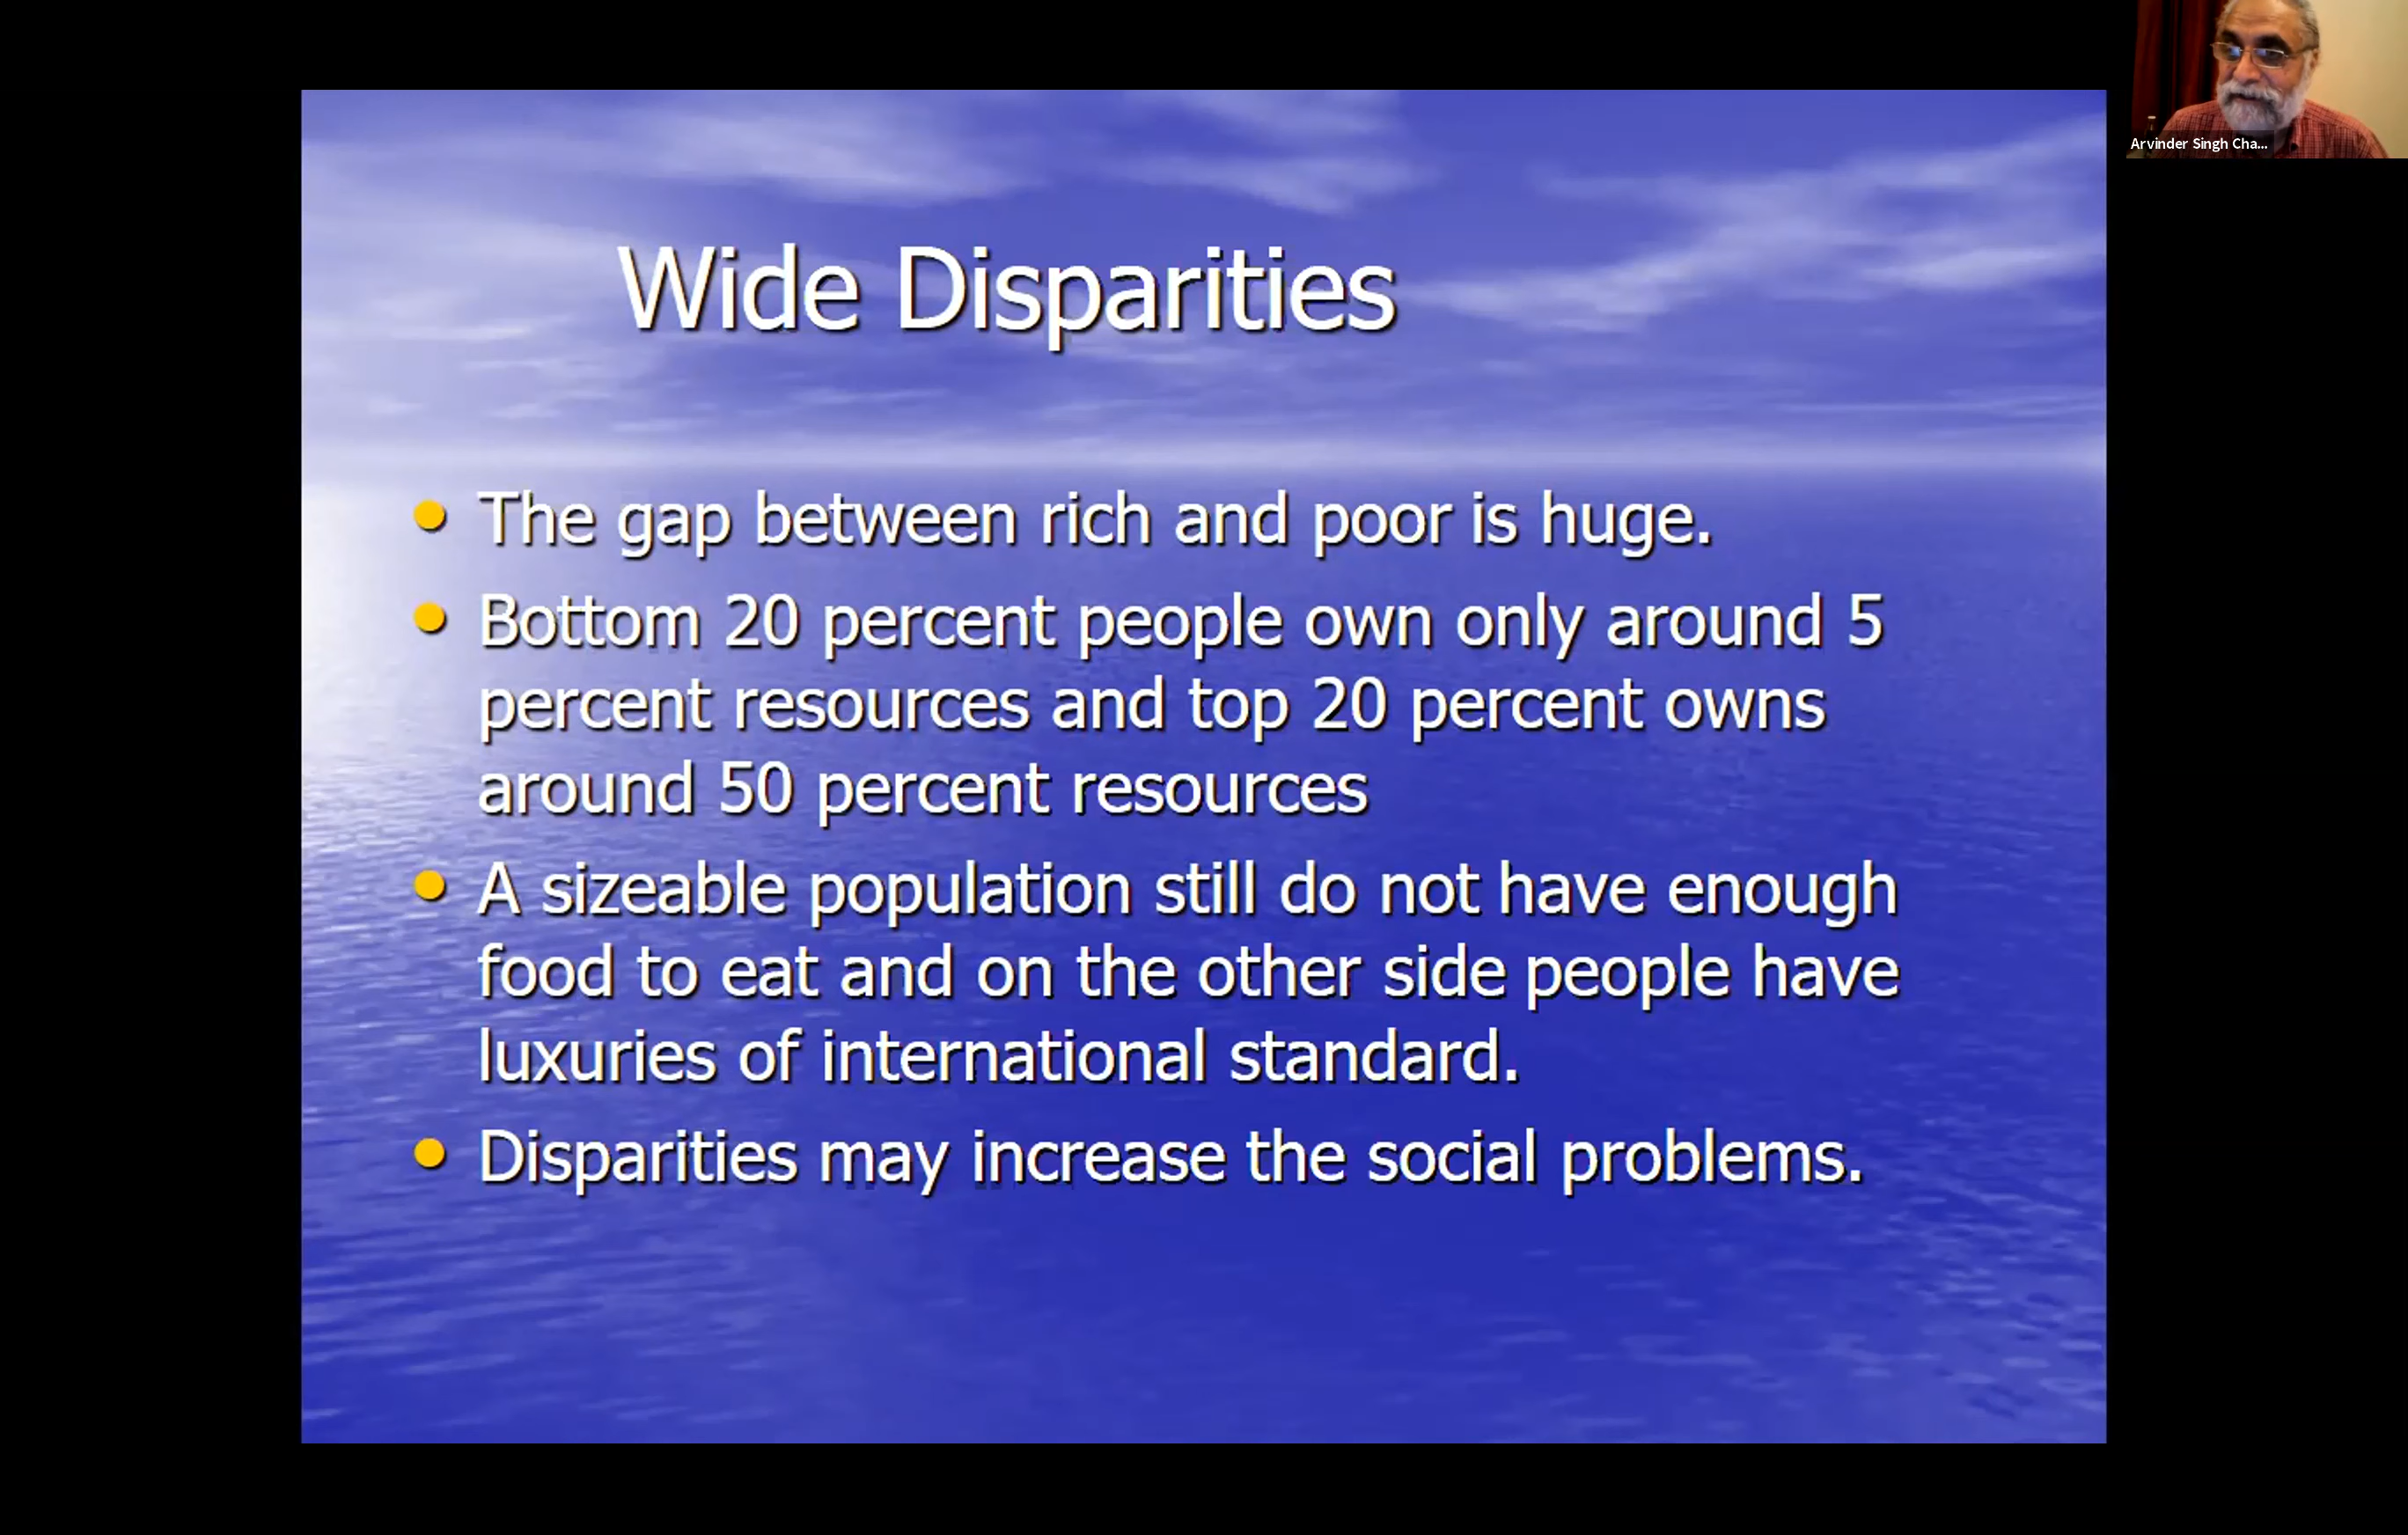 Arvinder Singh Cha...
Wide Disparities
The gap between rich and poor is huge.
Bottom 20 percent people own only around 5
percent resources and top 20 percent owns
around 50 percent resources
A sizeable population still do not have enough
food to eat and on the other side people have
luxuries of international standard.
Disparities may increase the social problems.